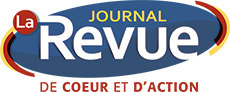 JOURNAL
La Revue
DE COEUR ET D'ACTION